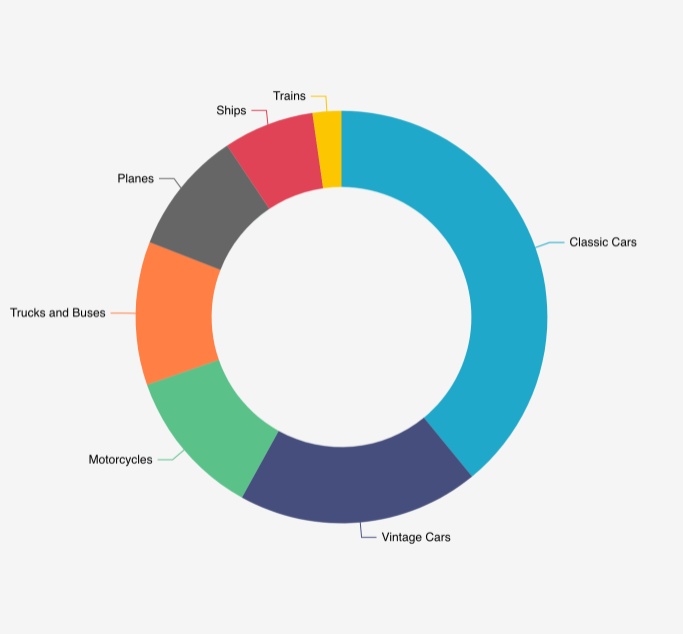 Trains
Ships
Planes
Classic Cars
Trucks and Buses
Motorcycles
Vintage Cars